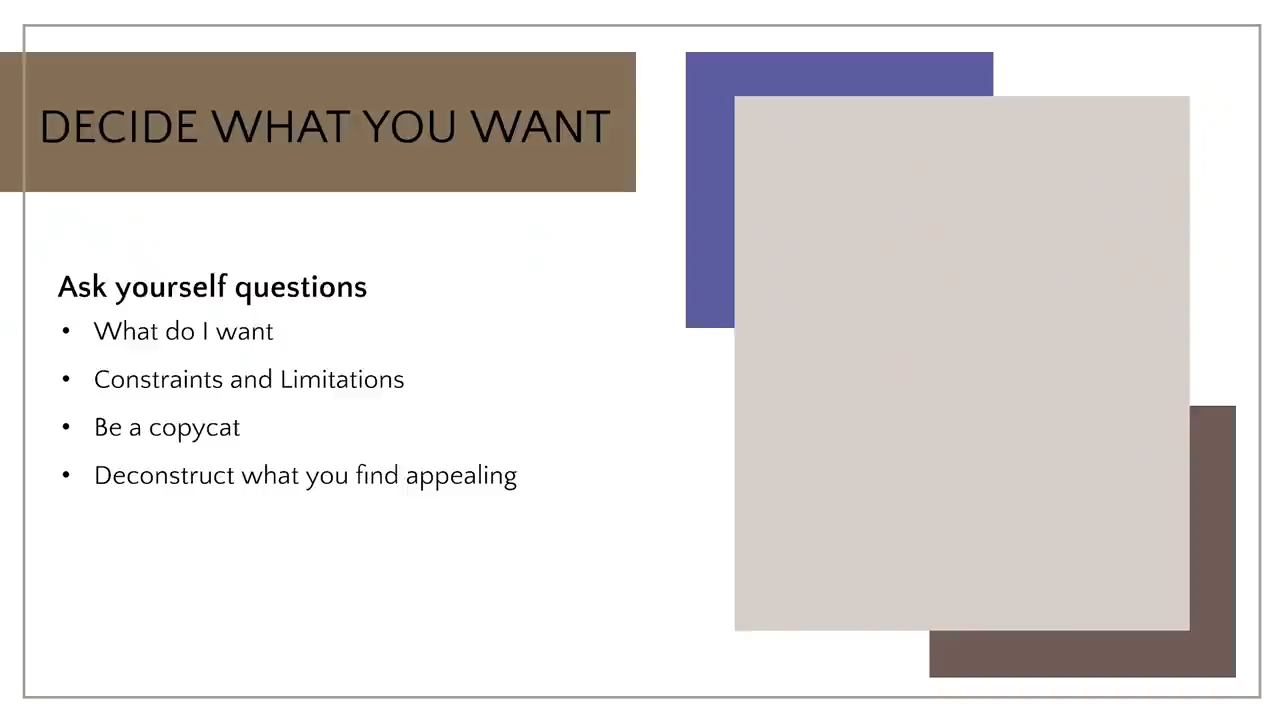 DECIDE WHAT YOU WANT
Ask yourself questions
• What do I want
• Constraints and Limitations
• Be a copycat
• Deconstruct what you find appealing